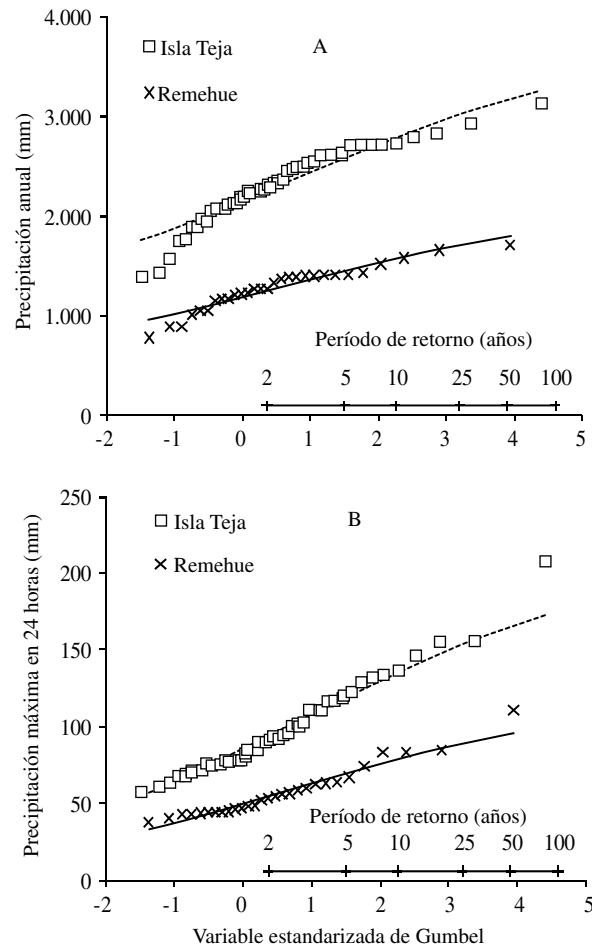 4.000
Isla Teja
A
Remehue
3.000
2.000
1.000
0
Precipitación anual (mm)
Período de retorno (años)
2 5 10 25 50 100
-2 -1 0 1 2 3 4 5
250
Isla Teja
B
Remehue
200
150
100
50
0
Precipitación máxima en 24 horas (mm)
Período de retorno (años)
2 5 10 25 50 100
-2 -1 0 1 2 3 4 5
Variable estandarizada de Gumbel